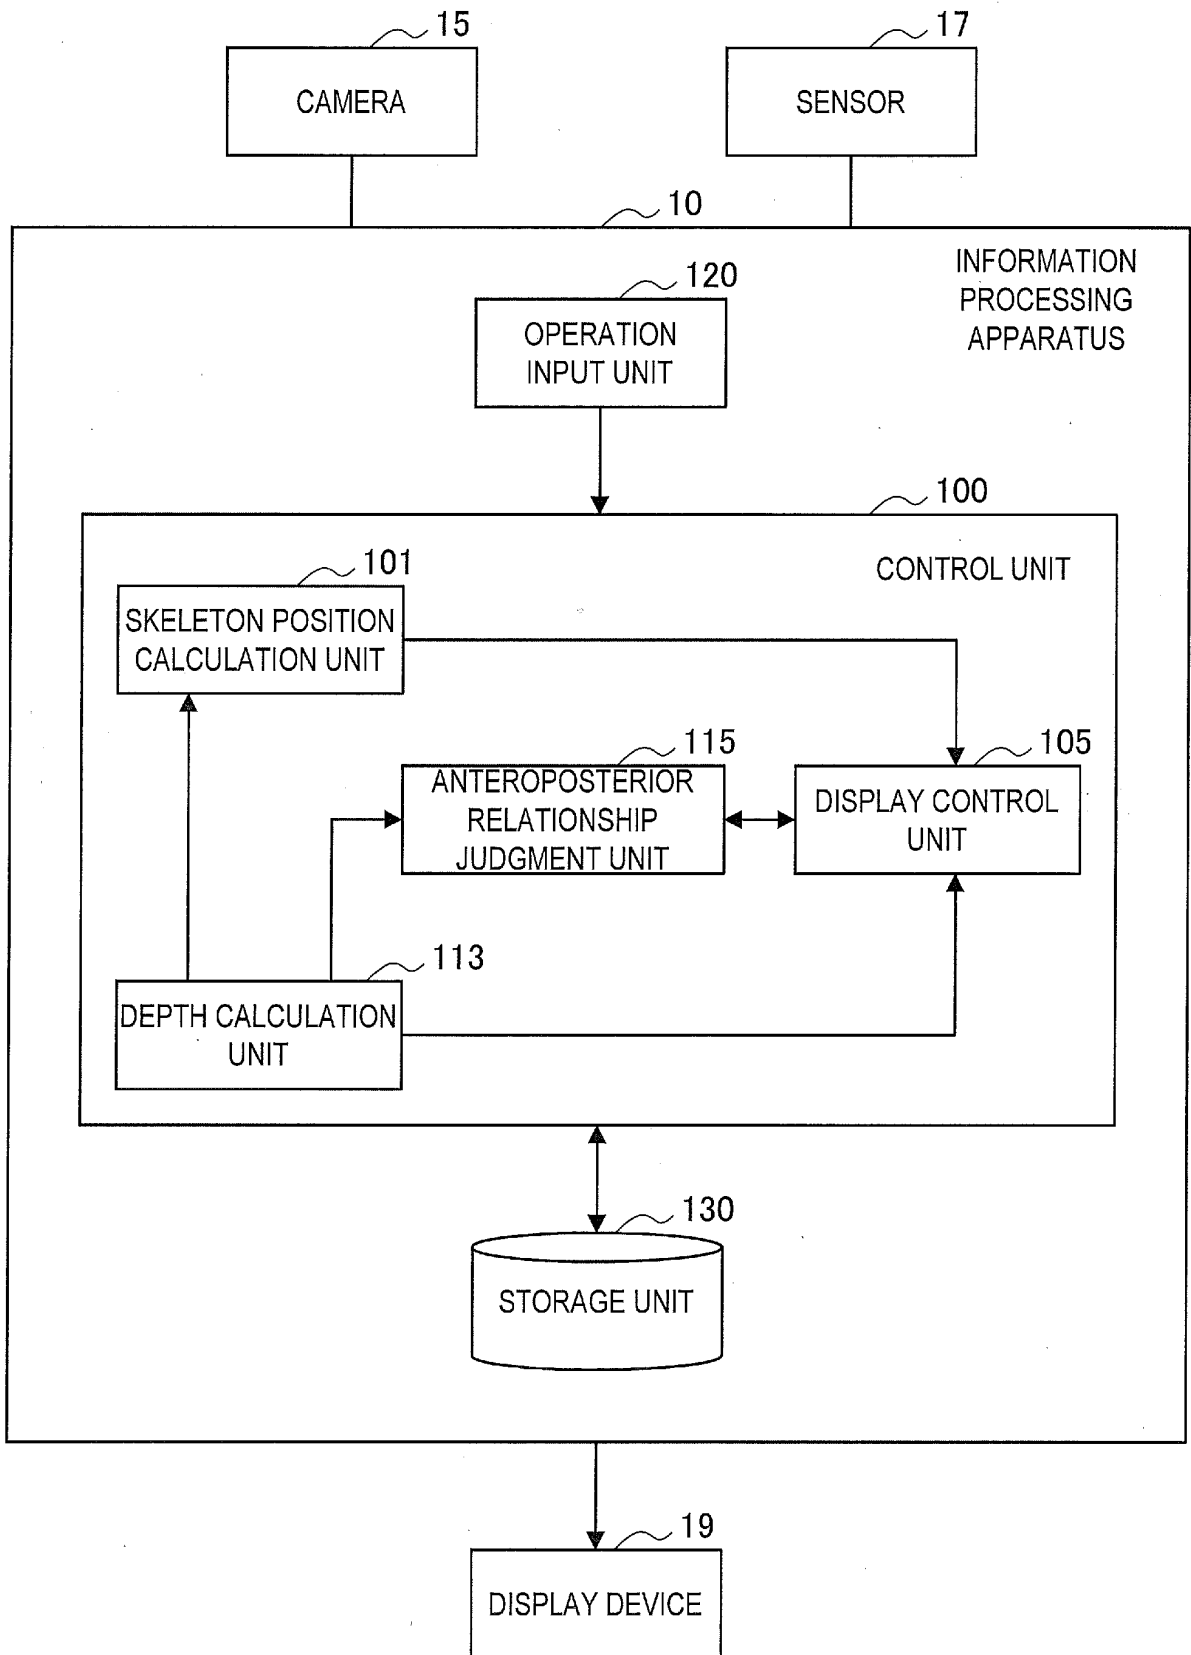 15
17
CAMERA
SENSOR
10
INFORMATION
PROCESSING
APPARATUS
120
OPERATION
INPUT UNIT
100
CONTROL UNIT
101
SKELETON POSITION
CALCULATION UNIT
115
105
ANTEROPOSTERIOR
RELATIONSHIP
JUDGMENT UNIT
DISPLAY CONTROL
UNIT
113
DEPTH CALCULATION
UNIT
130
STORAGE UNIT
19
DISPLAY DEVICE